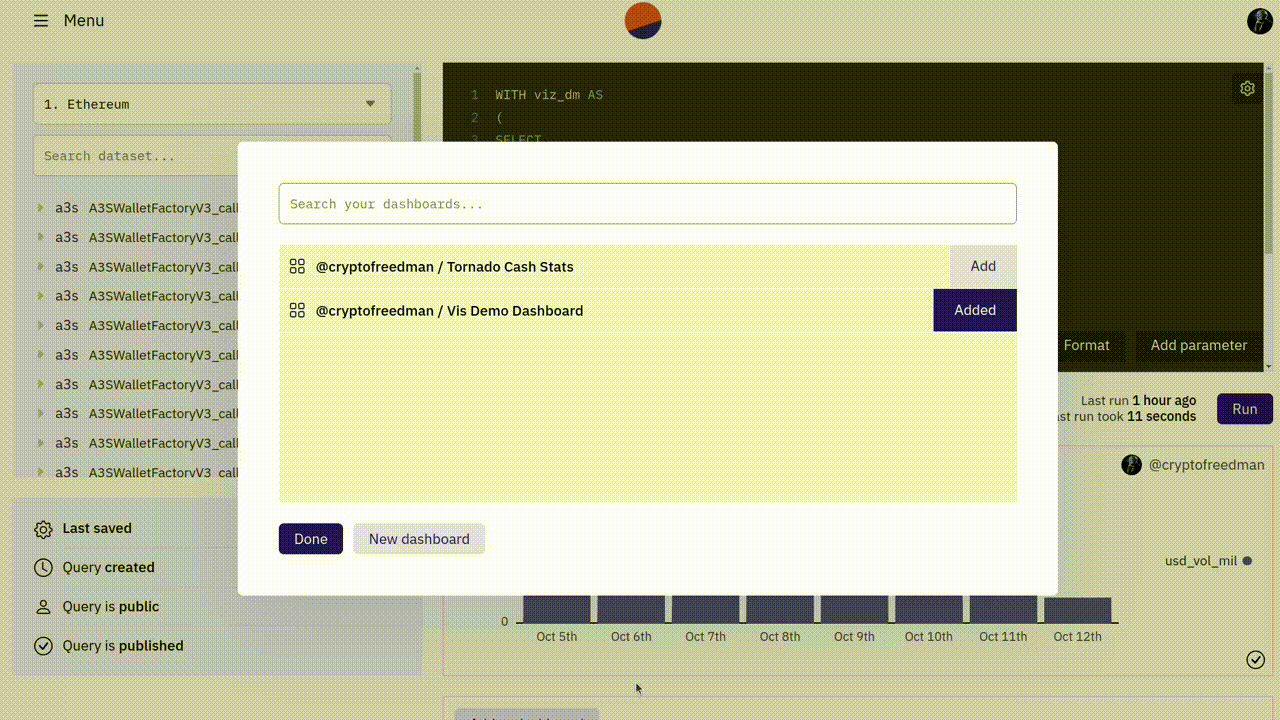 Menu
1. Ethereum
Search dataset...
a3s A3SWalletFactoryV3_call
a3s A3SWalletFactoryV3_call
a3s A3SWalletFactoryV3_call
a3s A3SWalletFactoryV3_call
a3s A3SWalletFactoryV3_call
a3s A3SWalletFactoryV3_call
a3s A3SWalletFactoryV3_call
a3s A3SWalletFactoryV3_call
a3s A3SWalletFactoryV3_call
a3s A3SWalletFactoryV3 call
Last saved
Query created
Query is public
Query is published
1 WITH viz_dm AS
2 (
3 SELECT
Search your dashboards...
@cryptofreedman / Tornado Cash Stats Add
@cryptofreedman / Vis Demo Dashboard Added
Done New dashboard
Format Add parameter
Last run 1 hour ago
run took 11 seconds
Run
@cryptofreedman
usd_vol_mil
0
Oct 5th Oct 6th Oct 7th Oct 8th Oct 9th Oct 10th Oct 11th Oct 12th